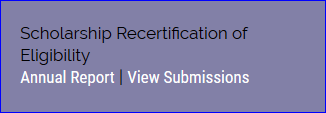 Scholarship Recertification of
Eligibility
Annual Report | View Submissions